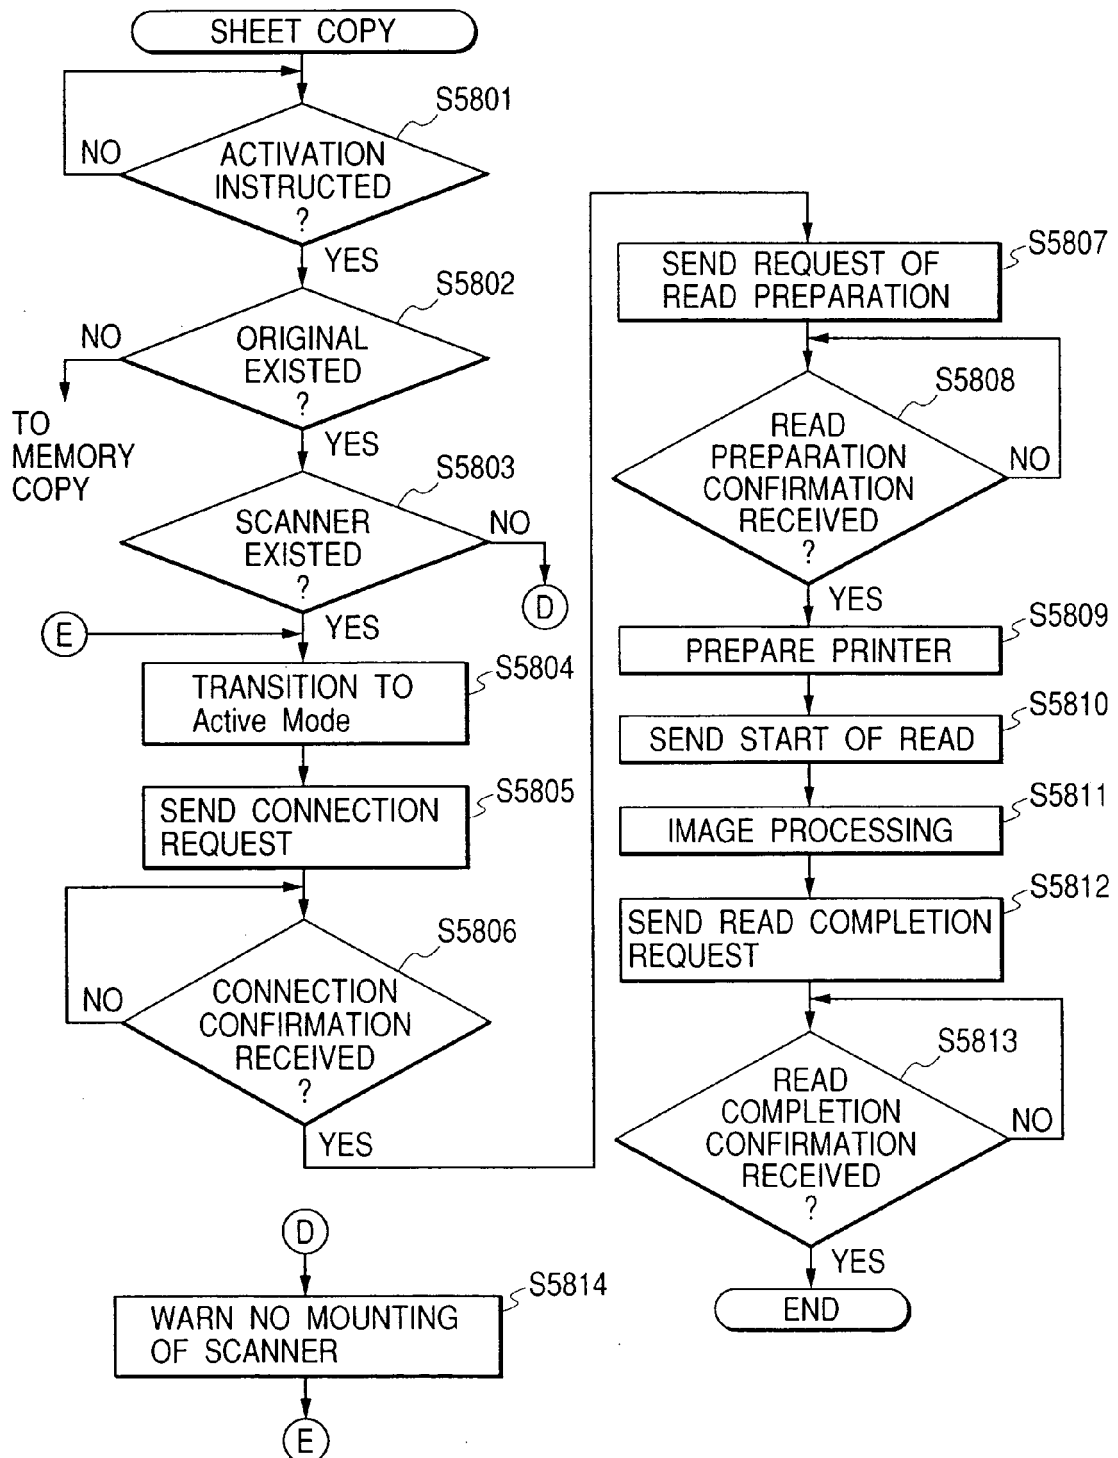 SHEET COPY
S5801
NO
ACTIVATION
INSTRUCTED
?
YES
S5802
NO
ORIGINAL
EXISTED
?
TO
MEMORY
COPY
YES
S5803
SCANNER
EXISTED
?
NO
D
E
YES
S5804
TRANSITION TO
Active Mode
S5805
SEND CONNECTION
REQUEST
S5806
NO
CONNECTION
CONFIRMATION
RECEIVED
?
YES
S5807
SEND REQUEST OF
READ PREPARATION
S5808
READ
PREPARATION
CONFIRMATION
RECEIVED
?
NO
YES
S5809
PREPARE PRINTER
S5810
SEND START OF READ
S5811
IMAGE PROCESSING
S5812
SEND READ COMPLETION
REQUEST
S5813
READ
COMPLETION
CONFIRMATION
RECEIVED
?
NO
YES
END
D
S5814
WARN NO MOUNTING
OF SCANNER
E